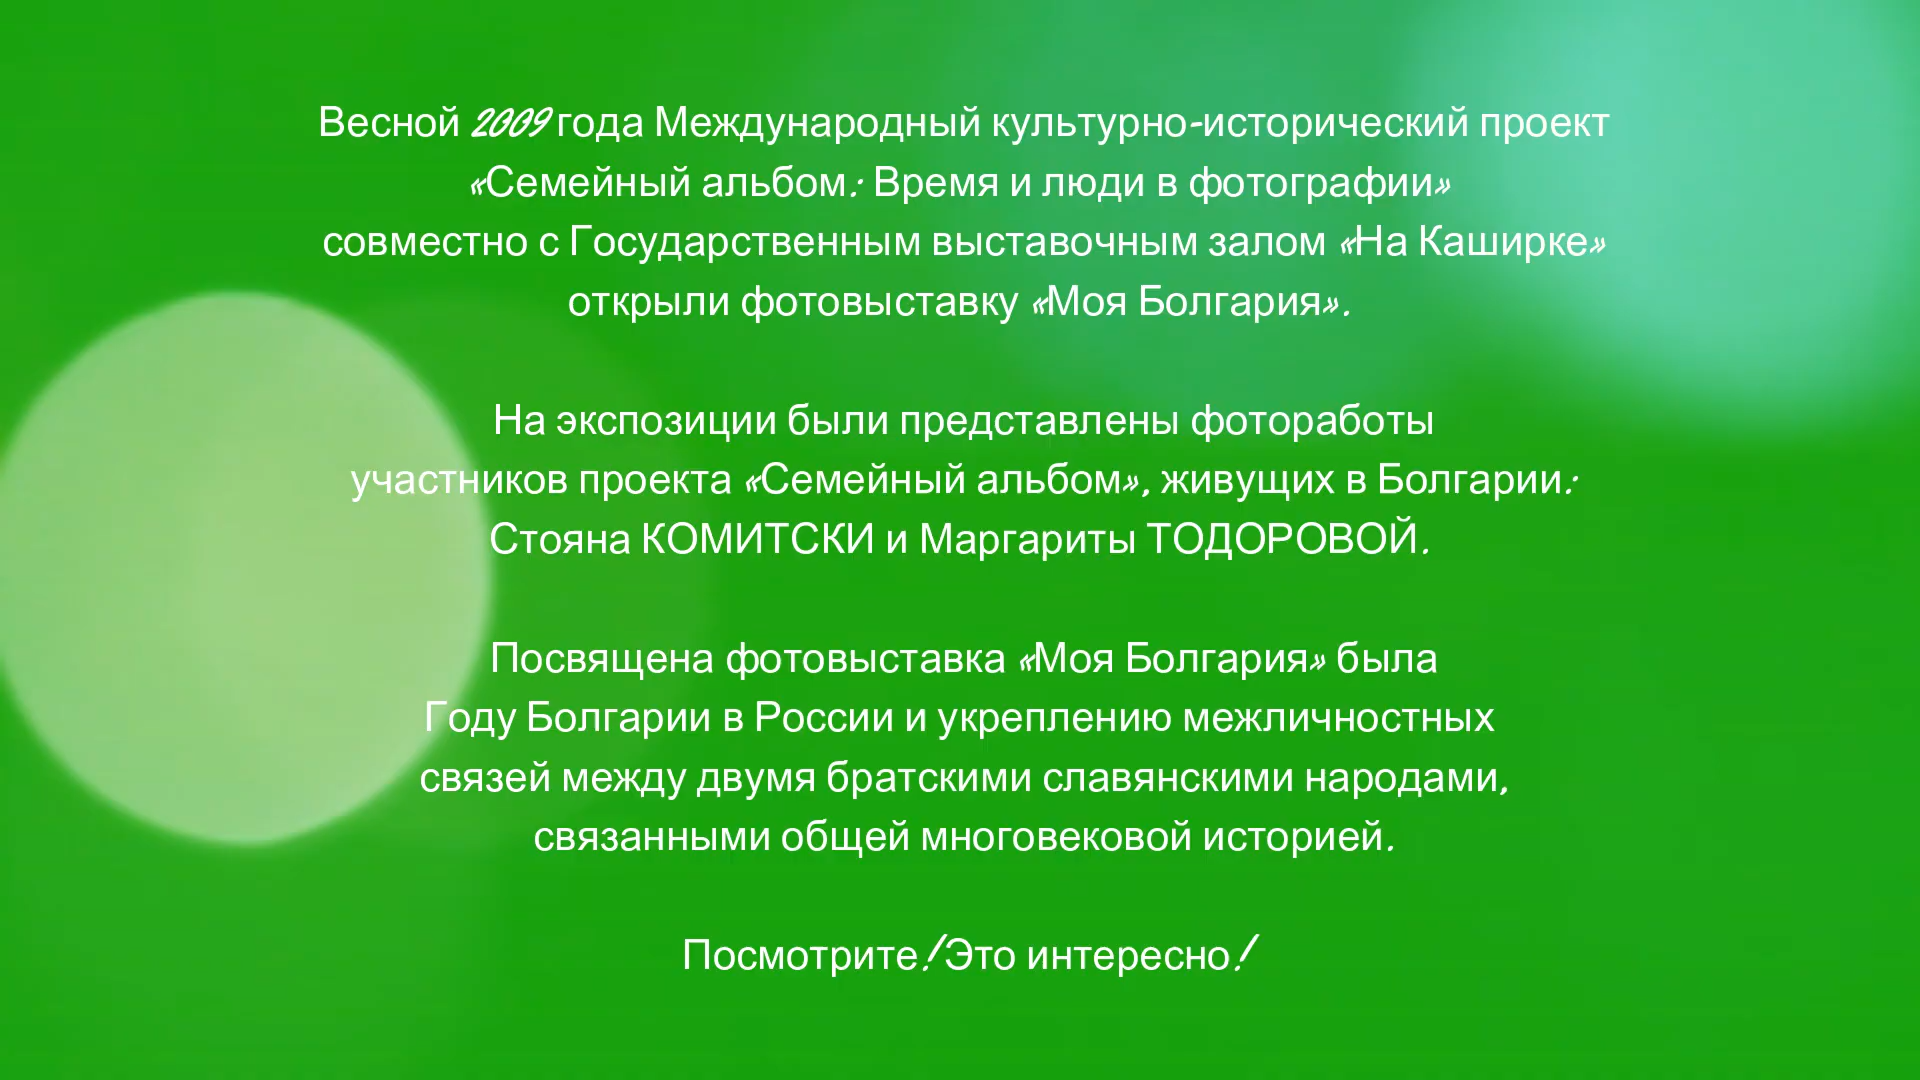 Весной 2009 года Международный культурно-исторический проект
«Семейный альбом: Время и люди в фотографии»
совместно с Государственным выставочным залом «На Каширке»
открыли фотовыставку «Моя Болгария».
На экспозиции были представлены фотоработы
участников проекта «Семейный альбом», живущих в Болгарии:
Стояна КОМИТСКИ и Маргариты ТОДОРОВОЙ.
Посвящена фотовыставка «Моя Болгария» была
Году Болгарии в России и укреплению межличностных
связей между двумя братскими славянскими народами,
связанными общей многовековой историей.
Посмотрите! Это интересно!